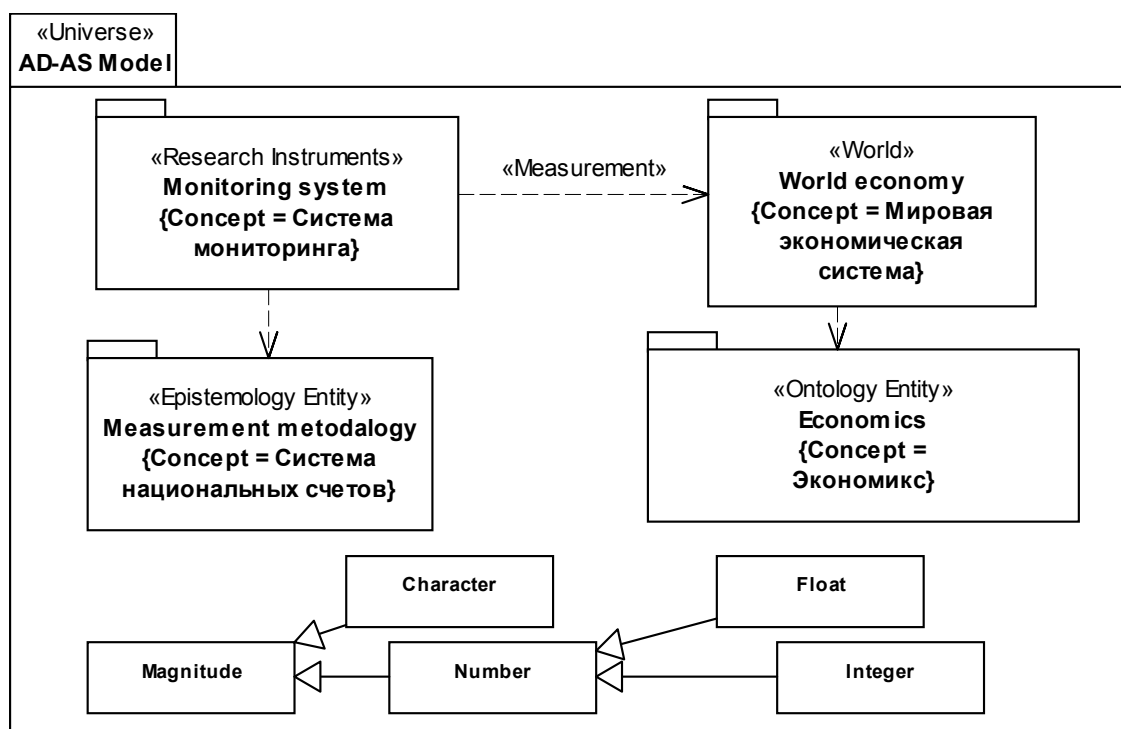 «Universe»
AD-AS Model
«Research Instruments»
Monitoring system
{Concept = Система
мониторинга}
«Measurement»
«World»
World economy
{Concept = Мировая
экономическая
система}
«Epistemology Entity»
Measurement metodalogy
{Concept = Система
национальных счетов}
«Ontology Entity»
Economics
{Concept =
Экономикс}
Character
Float
Magnitude
Number
Integer